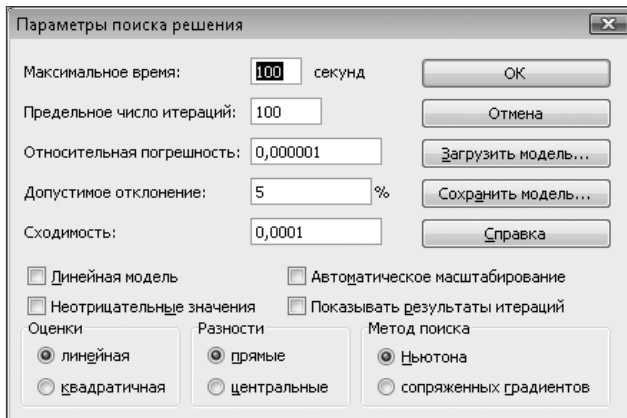 Параметры поиска решения
Максимальное время: 100 секунд
ОК
Предельное число итераций: 100
Отмена
Относительная погрешность: 0,000001
Загрузить модель...
Допустимое отклонение: 5 %
Сохранить модель...
Сходимость: 0,0001
Справка
Линейная модель
Автоматическое масштабирование
Неотрицательные значения
Показывать результаты итераций
Оценки
линейная
квадратичная
Разности
прямые
центральные
Метод поиска
Ньютона
сопряженных градиентов